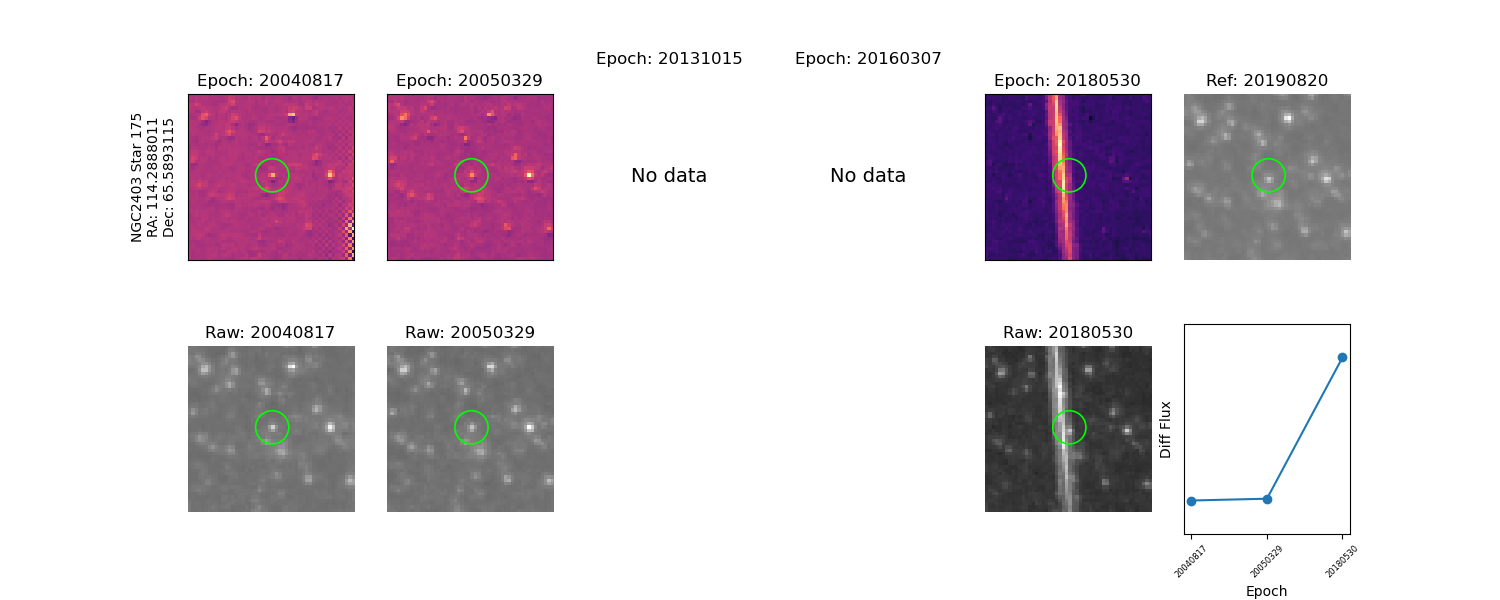 Epoch: 20131015
Epoch: 20160307
Epoch: 20040817
Epoch: 20050329
Epoch: 20180530
Ref: 20190820
NGC2403 Star 175
RA: 114.2888011
Dec: 65.5893115
No data
No data
Raw: 20040817
Raw: 20050329
Raw: 20180530
Diff Flux
20040817
20050329
20180530
Epoch